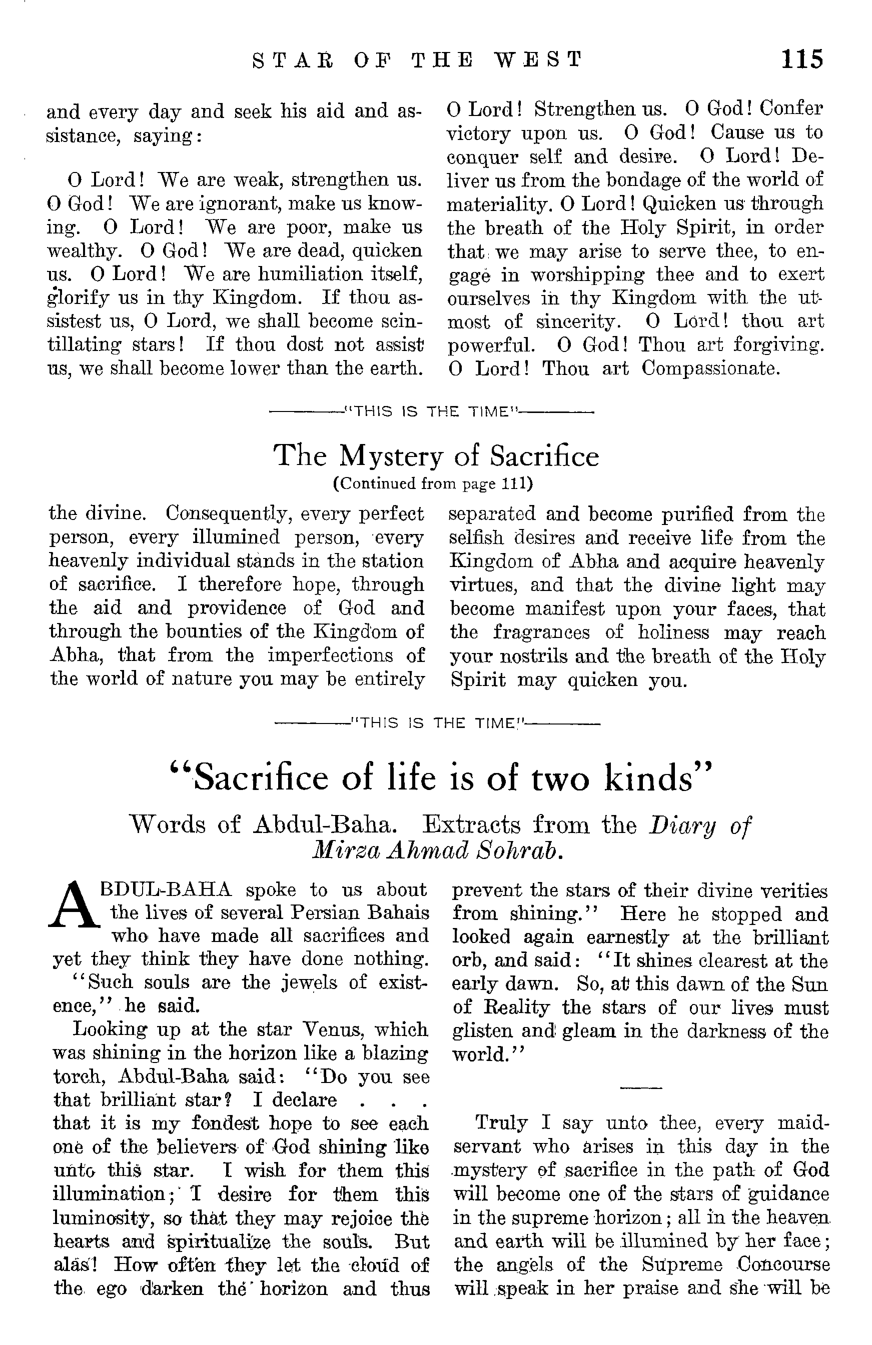 STAR OF THE WEST 115
and every day and seek his aid and as-
sistance, saying:
O Lord! We are weak, strengthen us.
O God! We are ignorant, make us know-
ing. O Lord! We are poor, make us
wealthy. O God! We are dead, quicken
us. O Lord! We are humiliation itself,
glorify us in thy Kingdom. If thou as-
sistest us, O Lord, we shall become scin-
tillating stars! If thou dost not assist
us, we shall become lower than the earth.
O Lord! Strengthen us. O God! Confer
victory upon us. O God! Cause us to
conquer self and desire. O Lord! De-
liver us from the bondage of the world of
materiality. O Lord! Quicken us through
the breath of the Holy Spirit, in order
that we may arise to serve thee, to en-
gage in worshipping thee and to exert
ourselves in thy Kingdom with the ut-
most of sincerity. O Lord! thou art
powerful. O God! Thou art forgiving.
O Lord! Thou art Compassionate.
"THIS IS THE TIME"
The Mystery of Sacrifice
(Continued from page 111)
the divine. Consequently, every perfect
person, every illumined person, every
heavenly individual stands in the station
of sacrifice. I therefore hope, through
the aid and providence of God and
through the bounties of the Kingdom of
Abha, that from the imperfections of
the world of nature you may be entirely
separated and become purified from the
selfish desires and receive life from the
Kingdom of Abha and acquire heavenly
virtues, and that the divine light may
become manifest upon your faces, that
the fragrances of holiness may reach
your nostrils and the breath of the Holy
Spirit may quicken you.
"THIS IS THE TIME"
"Sacrifice of life is of two kinds"
Words of Abdul-Baha. Extracts from the Diary of
Mirza Ahmad Sohrab.
ABDUL-BAHA spoke to us about
the lives of several Persian Bahais
who have made all sacrifices and
yet they think they have done nothing.
"Such souls are the jewels of exist-
ence," he said.
Looking up at the star Venus, which
was shining in the horizon like a blazing
torch, Abdul-Baha said: "Do you see
that brilliant star? I declare . . .
that it is my fondest hope to see each
one of the believers of God shining like
unto this star. I wish for them this
illumination; I desire for them this
luminosity, so that they may rejoice the
hearts and spiritualize the souls. But
alas! How often they let the cloud of
the ego darken the horizon and thus
prevent the stars of their divine verities
from shining." Here he stopped and
looked again earnestly at the brilliant
orb, and said: "It shines clearest at the
early dawn. So, at this dawn of the Sun
of Reality the stars of our lives must
glisten and gleam in the darkness of the
world."
Truly I say unto thee, every maid-
servant who arises in this day in the
mystery of sacrifice in the path of God
will become one of the stars of guidance
in the supreme horizon; all in the heaven
and earth will be illumined by her face;
the angels of the Supreme Concourse
will speak in her praise and she will be